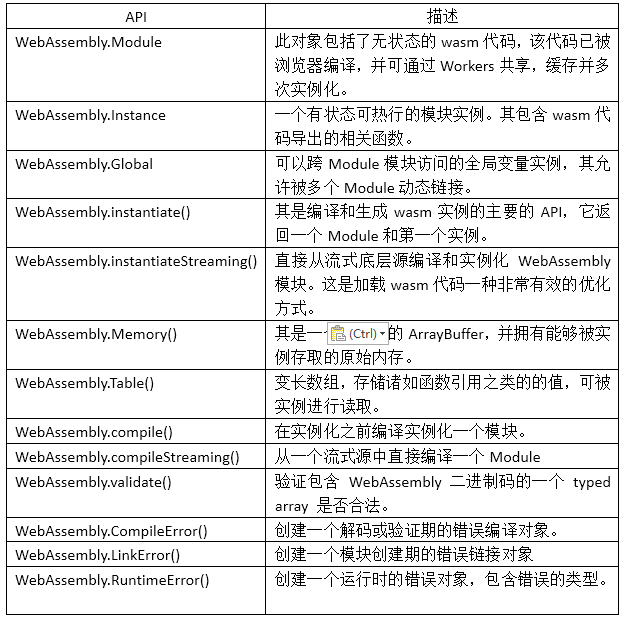 API 描述
WebAssembly.Module 此对象包括了无状态的 wasm 代码，该代码已被
浏览器编译，并可通过 Workers 共享，缓存并多
次实例化。
WebAssembly.Instance 一个有状态可热行的模块实例。其包含 wasm 代
码导出的相关函数。
WebAssembly.Global 可以跨 Module 模块访问的全局变量实例，其允
许被多个 Module 动态链接。
WebAssembly.instantiate() 其是编译和生成 wasm 实例的主要的 API，它返
回一个 Module 和第一个实例。
WebAssembly.instantiateStreaming() 直接从流式底层源编译和实例化 WebAssembly
模块。这是加载 wasm 代码一种非常有效的优化
方式。
WebAssembly.Memory() 其是一 (Ctrl) 的 ArrayBuffer，并拥有能够被实
例存取的原始内存。
WebAssembly.Table() 变长数组，存储诸如函数引用之类的的值，可被
实例进行读取。
WebAssembly.compile() 在实例化之前编译实例化一个模块。
WebAssembly.compileStreaming() 从一个流式源中直接编译一个 Module
WebAssembly.validate() 验证包含 WebAssembly 二进制码的一个 typed
array 是否合法。
WebAssembly.CompileError() 创建一个解码或验证期的错误编译对象。
WebAssembly.LinkError() 创建一个模块创建期的错误链接对象
WebAssembly.RuntimeError() 创建一个运行时的错误对象，包含错误的类型。